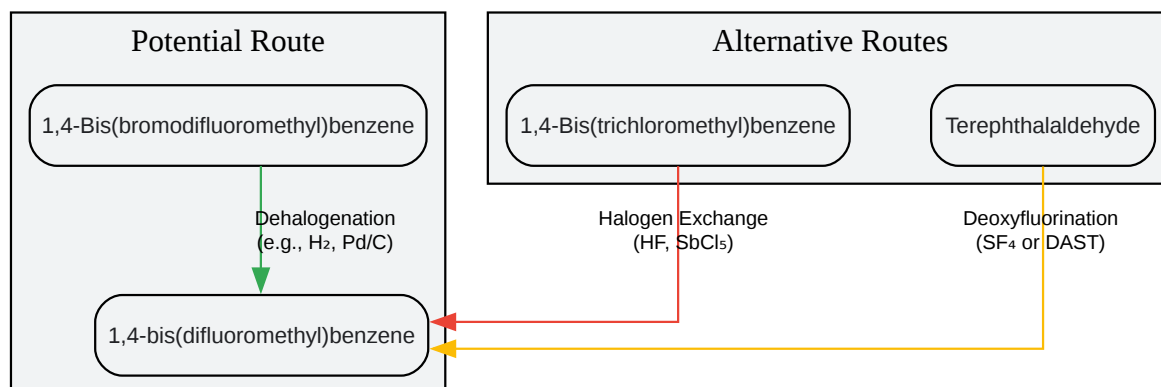 Potential Route
Alternative Routes
1,4-Bis(bromodifluoromethyl)benzene
1,4-Bis(trichloromethyl)benzene
Terephthalaldehyde
Dehalogenation
(e.g., H₂, Pd/C)
Halogen Exchange
(HF, SbCl₅)
Deoxyfluorination
(SF₄ or DAST)
1,4-bis(difluoromethyl)benzene